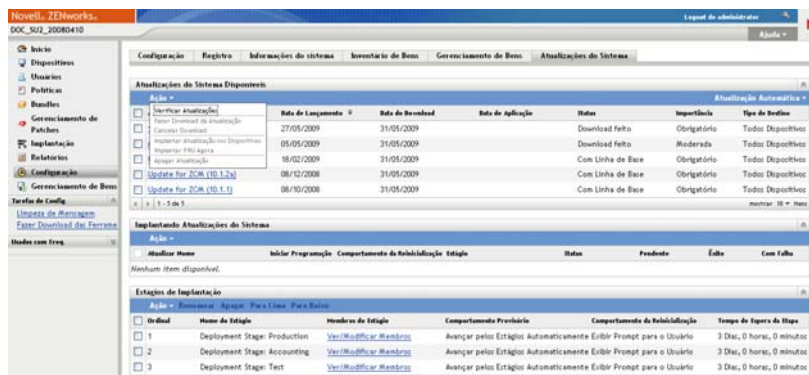 Novell. ZENworks.
Logout do administrator
DOC_SU2_20080410
Ajuda
Início
Dispositivos
Usuários
Políticas
Bundles
Gerenciamento de Patches
Implantação
Relatórios
Configuração
Gerenciamento de Bens
Tarefas de Config.
Limpeza de Mensagem
Fazer Download das Ferrame
Usados com Freq.
Configuração Registro Informações do sistema Inventário de Bens Gerenciamento de Bens Atualizações do Sistema
Atualizações do Sistema Disponíveis
Ação Atualização Automática
Verificar Atualizações
Fazer Download da Atualização
Cancelar Download
Implantar Atualização nos Dispositivos
Implantar PRU Agora
Apagar Atualização
Data de Lançamento Data de Download Data de Aplicação Status Importância Tipo de Destino
27/05/2009 31/05/2009 Download feito Obrigatório Todos Dispositivos
05/05/2009 31/05/2009 Download feito Moderada Todos Dispositivos
18/02/2009 31/05/2009 Com Linha de Base Obrigatório Todos Dispositivos
Update for ZCM (10.1.2a) 08/12/2008 31/05/2009 Com Linha de Base Obrigatório Todos Dispositivos
Update for ZCM (10.1.1) 08/10/2008 31/05/2009 Com Linha de Base Obrigatório Todos Dispositivos
1 - 5 de 5 mostrar 10 itens
Implantando Atualizações do Sistema
Ação
Atualizar Nome Iniciar Programação Comportamento da Reinicialização Estágio Status Pendente Êxito Com Falha
Nenhum item disponível.
Estágios de Implantação
Ação Renomear Apagar Para Cima Para Baixo
Ordinal Nome do Estágio Membros do Estágio Comportamento Provisório Comportamento da Reinicialização Tempo de Espera da Etapa
1 Deployment Stage: Production Ver/Modificar Membros Avançar pelos Estágios Automaticamente Exibir Prompt para o Usuário 3 Dias, 0 horas, 0 minutos
2 Deployment Stage: Accounting Ver/Modificar Membros Avançar pelos Estágios Automaticamente Exibir Prompt para o Usuário 3 Dias, 0 horas, 0 minutos
3 Deployment Stage: Test Ver/Modificar Membros Avançar pelos Estágios Automaticamente Exibir Prompt para o Usuário 3 Dias, 0 horas, 0 minutos